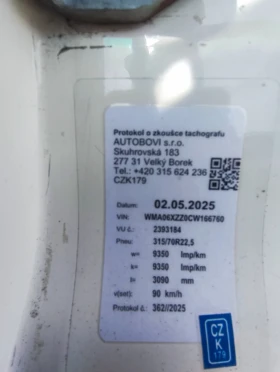 Protokol o zkoušce tachografu
AUTOBOVI s.r.o.
Skuhrovská 183
277 31 Velký Borek
Tel.: +420 315 624 236
CZK179
Datum: 02.05.2025
VIN: WMA06XZZ0CW166760
VU č.: 2393184
Pneu: 315/70R22,5
w= 9350 Imp/km
k= 9350 Imp/km
l= 3090 mm
v(set): 90 km/h
Protokol č.: 362//2025
CZ
K
179